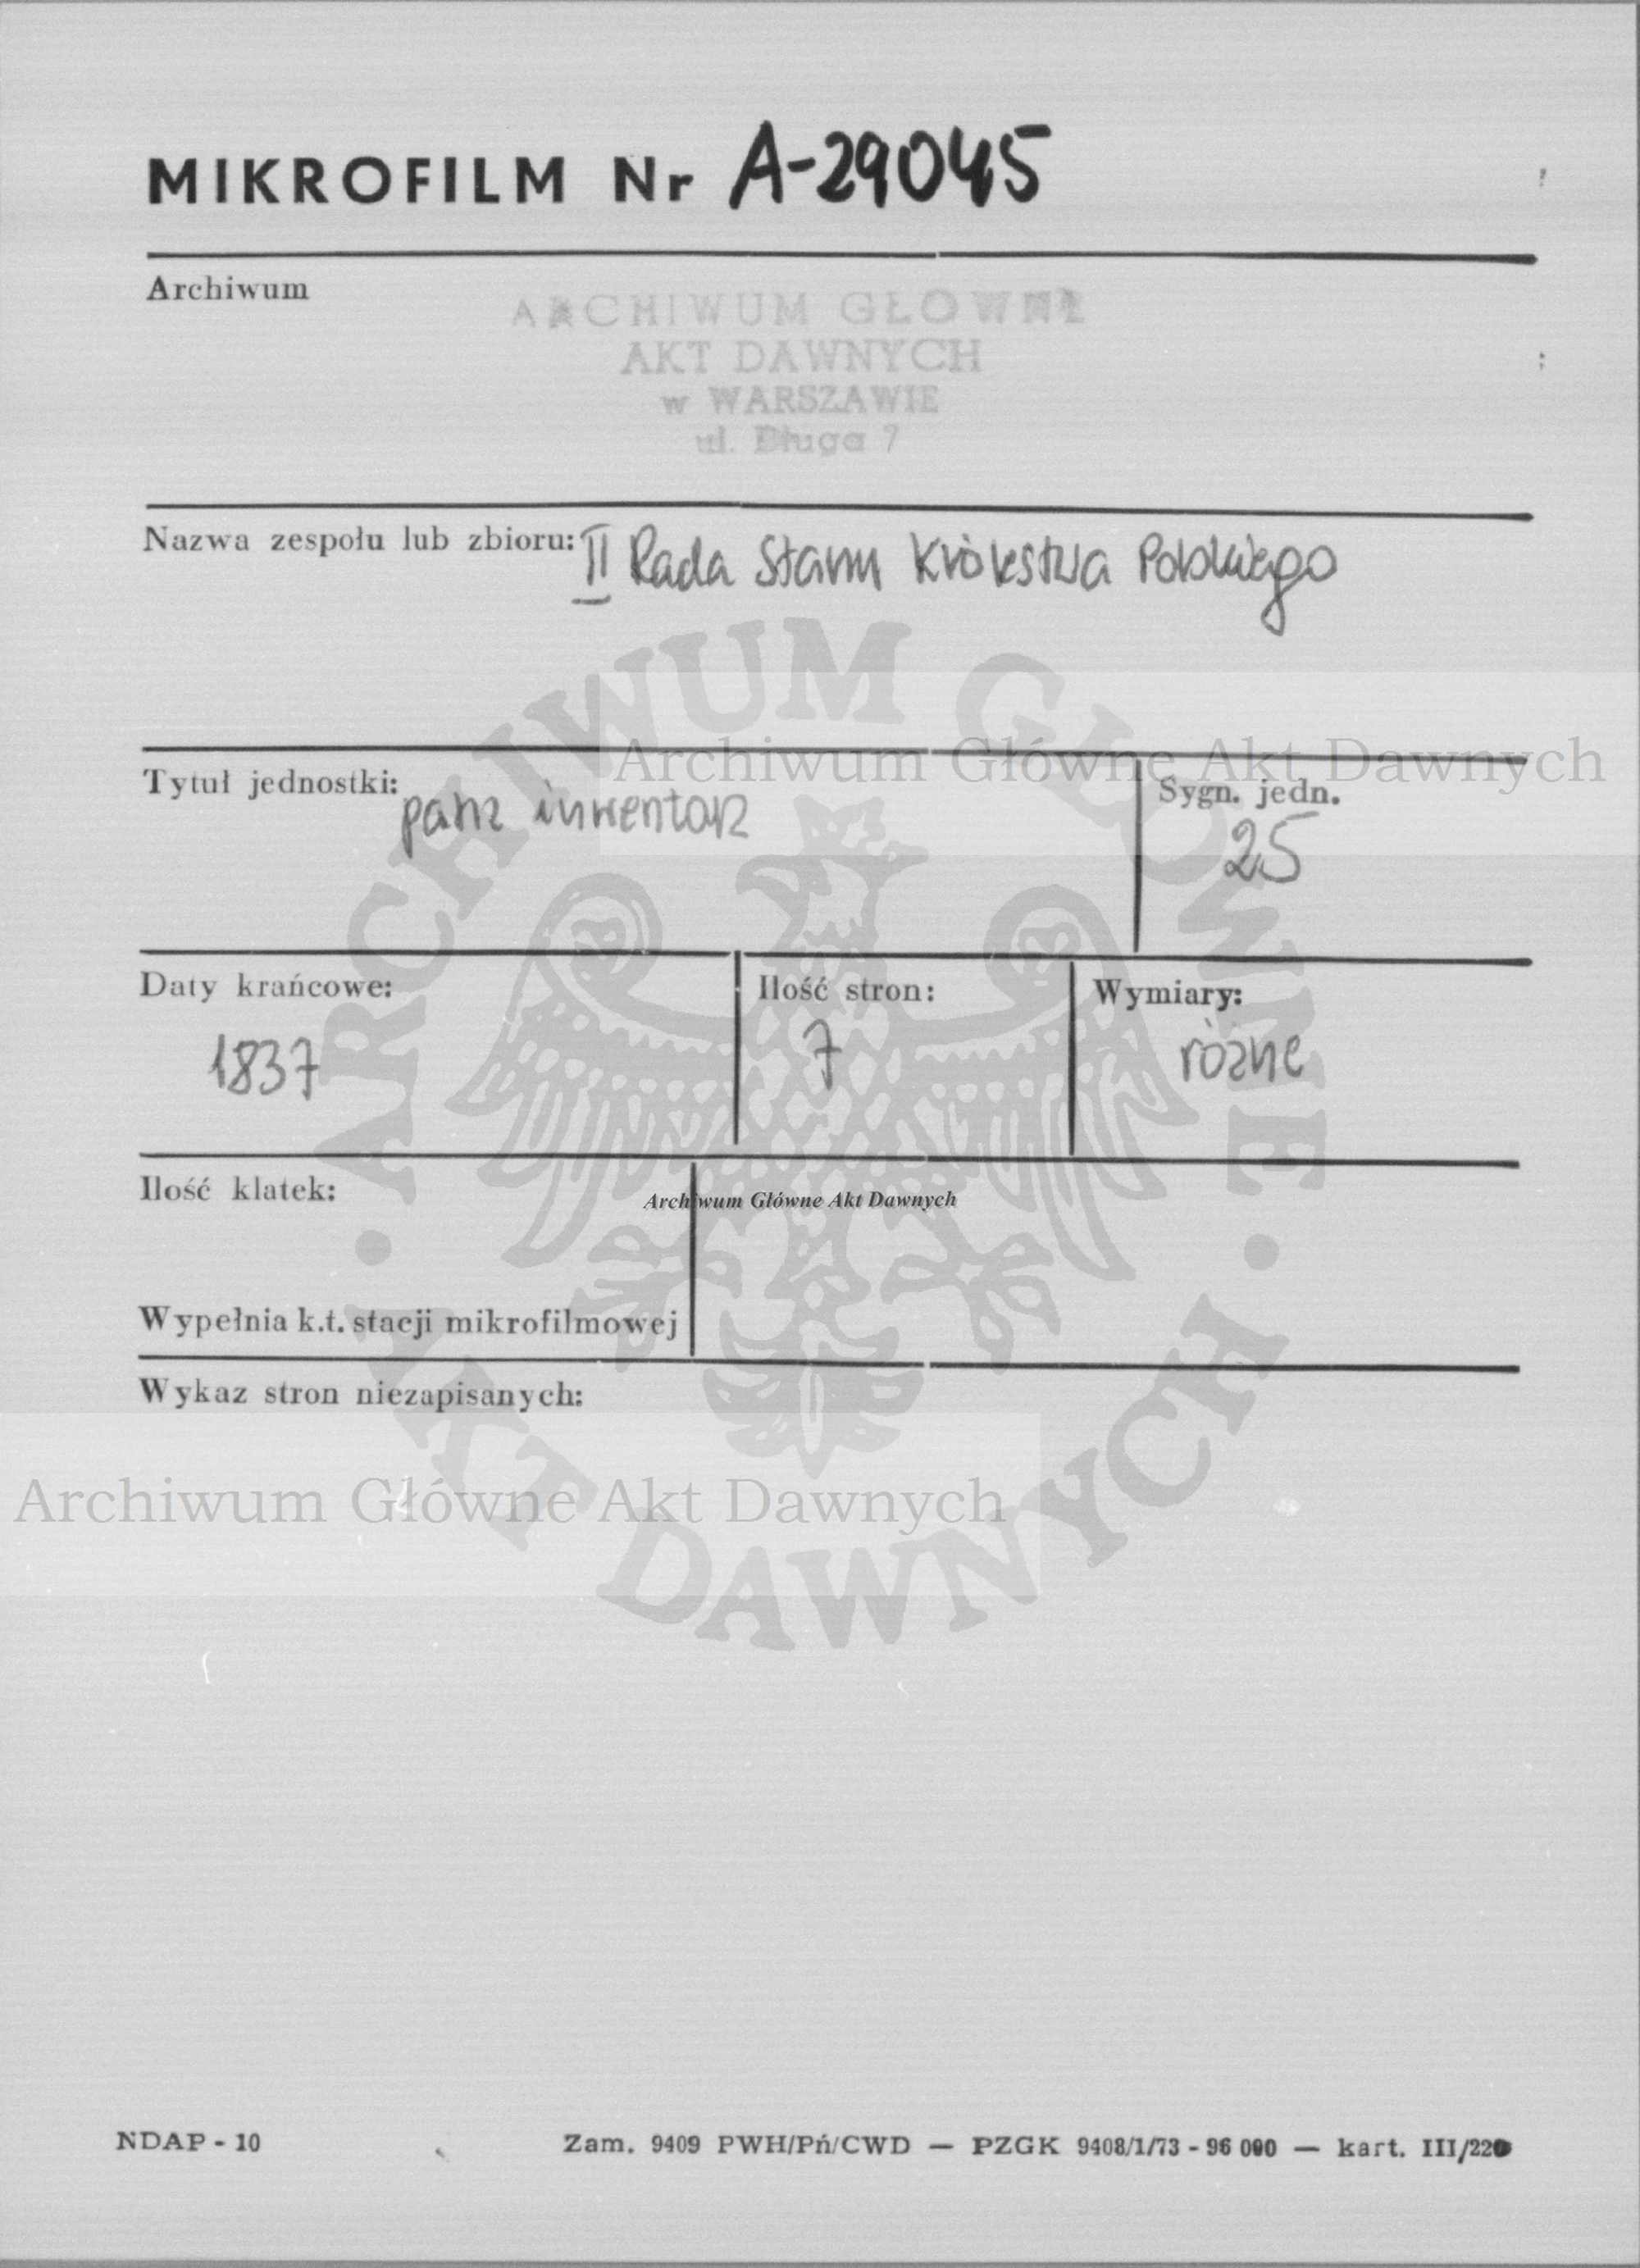 MIKROFILM Nr A-29045
Archiwum
ARCHIWUM GŁOWNE
AKT DAWNYCH
w WARSZAWIE
ul. Długa 7
Nazwa zespołu lub zbioru: II Rada Stanu Królestwa Polskiego
ARCHIWUM GŁÓWNE
Archiwum Główne Akt Dawnych
Tytuł jednostki: patrz inwentarz
Sygn. jedn.
25
Daty krańcowe:
1837
Ilość stron:
7
Wymiary:
różne
Ilość klatek:
Archiwum Główne Akt Dawnych
Wypełnia k.t. stacji mikrofilmowej
Wykaz stron niezapisanych:
Archiwum Główne Akt Dawnych
AKT DAWNYCH
NDAP - 10
Zam. 9409 PWH/Pń/CWD — PZGK 9408/1/73 - 96 000 — kart. III/220